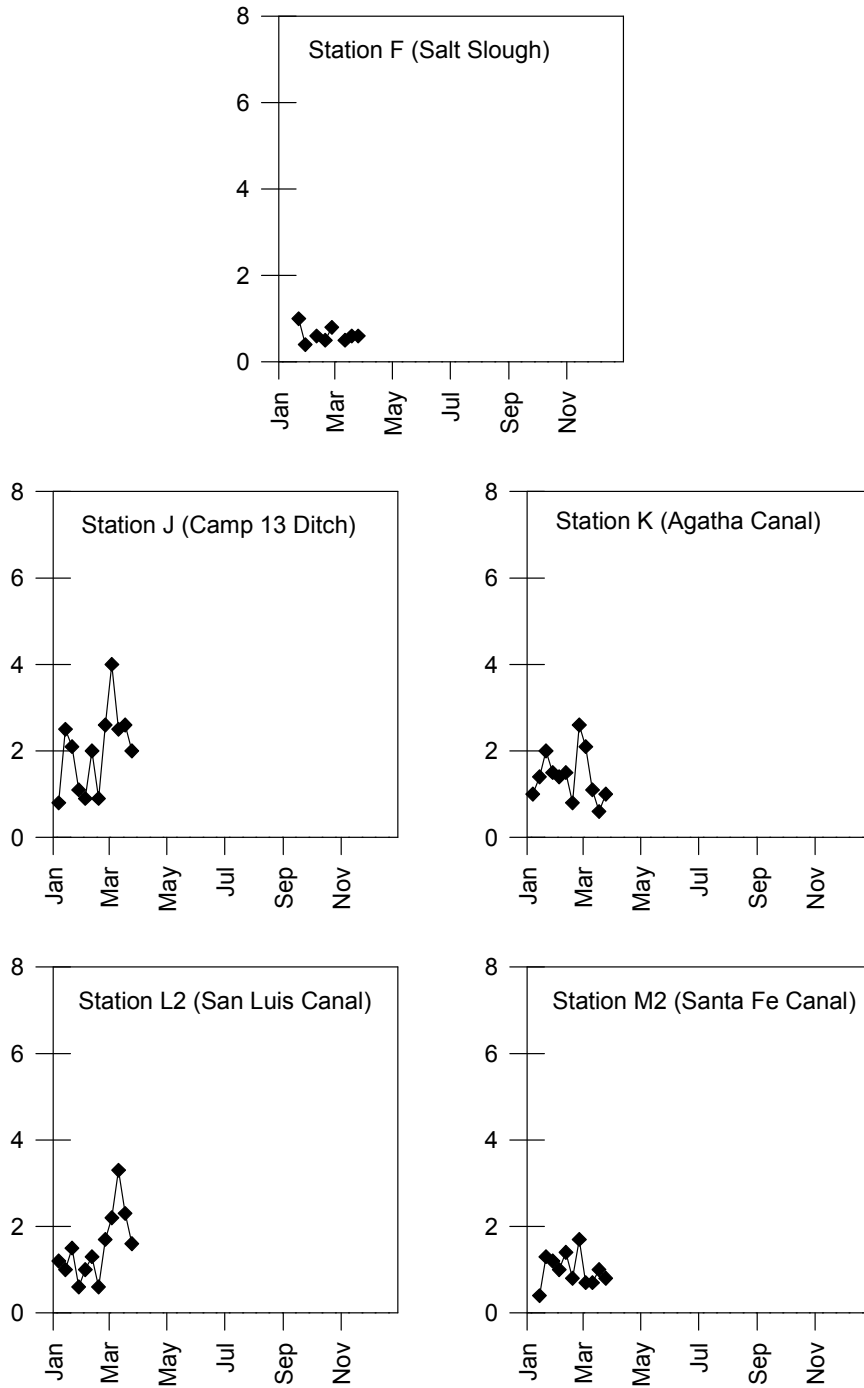 8
Station F (Salt Slough)
6
4
2
0
Jan
Mar
May
Jul
Sep
Nov
8
Station J (Camp 13 Ditch)
6
4
2
0
Jan
Mar
May
Jul
Sep
Nov
8
Station K (Agatha Canal)
6
4
2
0
Jan
Mar
May
Jul
Sep
Nov
8
Station L2 (San Luis Canal)
6
4
2
0
Jan
Mar
May
Jul
Sep
Nov
8
Station M2 (Santa Fe Canal)
6
4
2
0
Jan
Mar
May
Jul
Sep
Nov